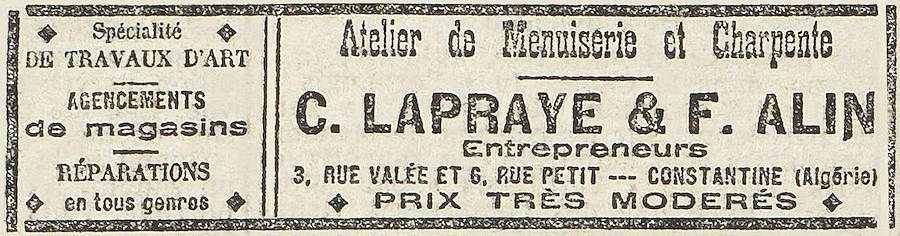 Spécialité
DE TRAVAUX D'ART
AGENCEMENTS
de magasins
RÉPARATIONS
en tous genres
Atelier de Menuiserie et Charpente
C. LAPRAYE & F. ALIN
Entrepreneurs
3, RUE VALÉE ET 6, RUE PETIT --- CONSTANTINE (Algérie)
PRIX TRÈS MODERÉS